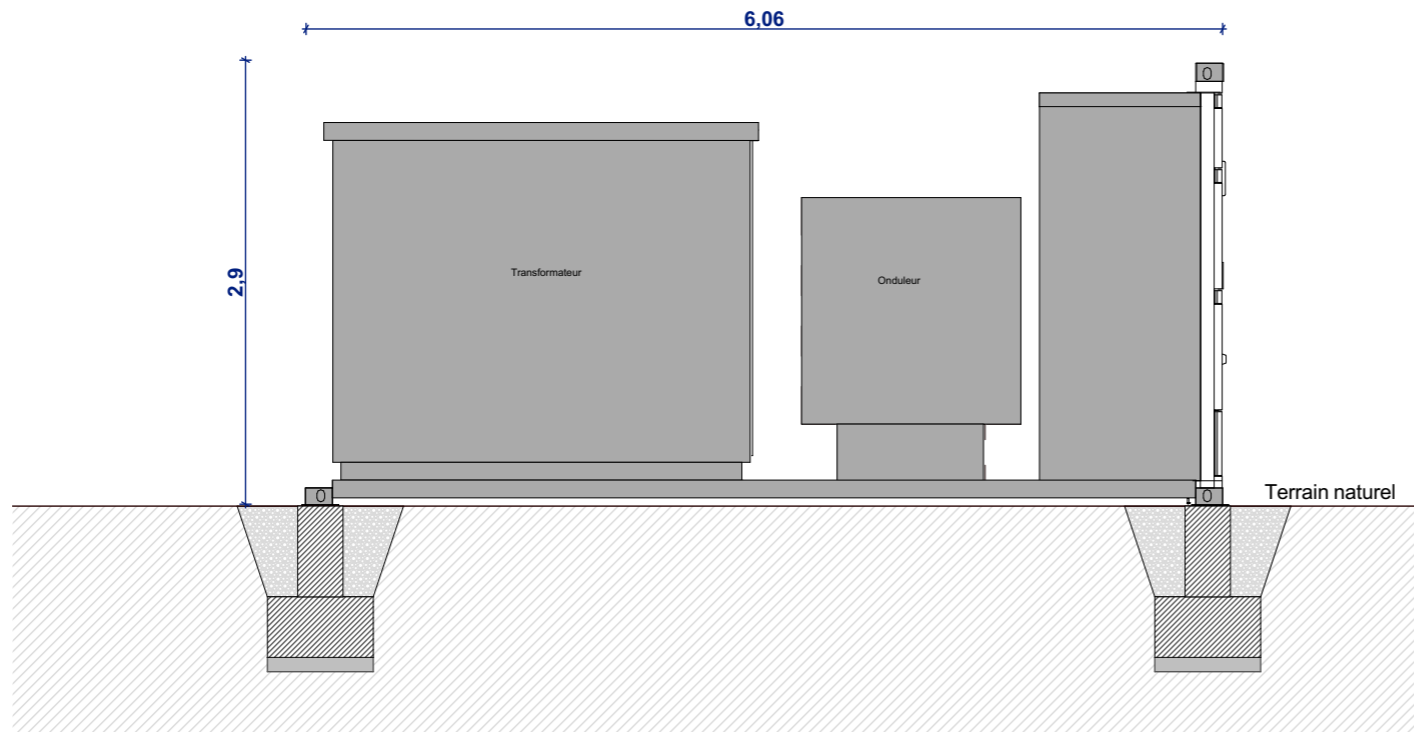 6,06
2,9
Transformateur
Onduleur
Terrain naturel